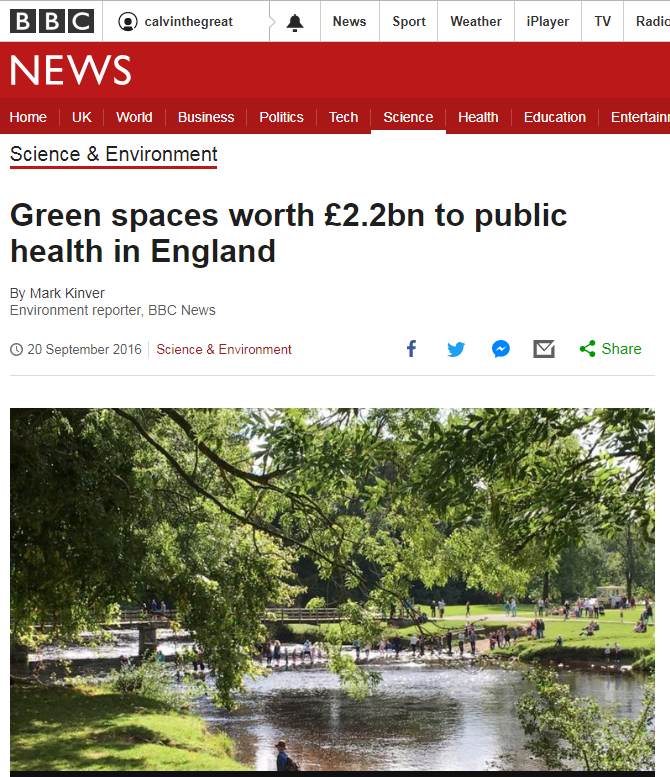 BBC calvinthegreat News Sport Weather iPlayer TV Radio
NEWS
Home UK World Business Politics Tech Science Health Education
Science & Environment
Green spaces worth £2.2bn to public
health in England
By Mark Kinver
Environment reporter, BBC News
20 September 2016 Science & Environment Share